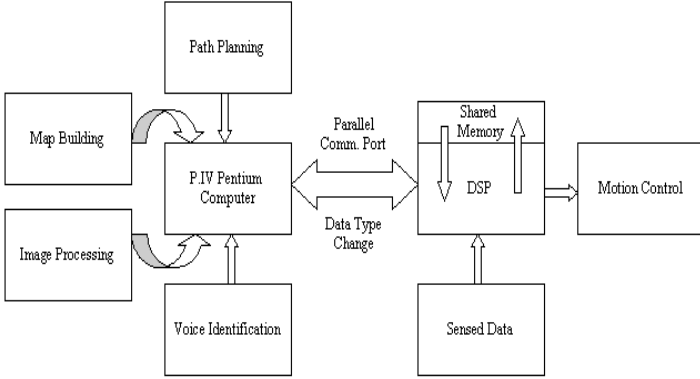 Path Planning
Map Building
P.IV Pentium
Computer
Image Processing
Voice Identification
Parallel
Comm. Port
Data Type
Change
Shared
Memory
DSP
Motion Control
Sensed Data